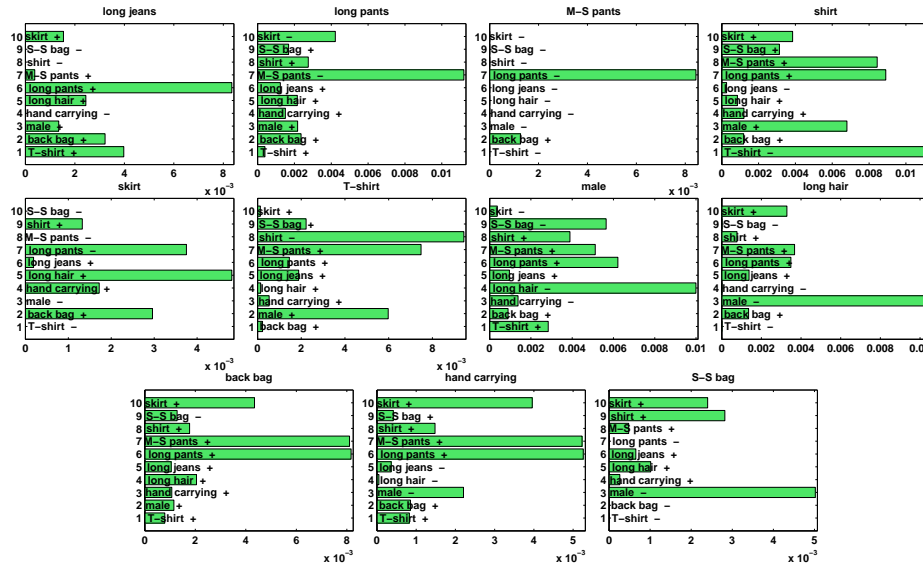 long jeans
10 skirt +
9 S−S bag −
8 shirt −
7 M−S pants +
6 long pants +
5 long hair +
4 hand carrying −
3 male +
2 back bag +
1 T−shirt +
0 2 4 6 8
x 10⁻³
long pants
10 skirt −
9 S−S bag +
8 shirt +
7 M−S pants −
6 long jeans +
5 long hair +
4 hand carrying +
3 male +
2 back bag +
1 T−shirt +
0 0.002 0.004 0.006 0.008 0.01
M−S pants
10 skirt −
9 S−S bag −
8 shirt −
7 long pants −
6 long jeans −
5 long hair −
4 hand carrying −
3 male −
2 back bag +
1 T−shirt −
0 2 4 6 8
x 10⁻³
shirt
10 skirt +
9 S−S bag +
8 M−S pants +
7 long pants +
6 long jeans −
5 long hair +
4 hand carrying +
3 male +
2 back bag +
1 T−shirt −
0 0.002 0.004 0.006 0.008 0.01
skirt
10 S−S bag −
9 shirt +
8 M−S pants −
7 long pants −
6 long jeans +
5 long hair +
4 hand carrying +
3 male −
2 back bag +
1 T−shirt −
0 1 2 3 4
x 10⁻³
T−shirt
10 skirt +
9 S−S bag +
8 shirt −
7 M−S pants +
6 long pants +
5 long jeans +
4 long hair +
3 hand carrying +
2 male +
1 back bag +
0 2 4 6 8
x 10⁻³
male
10 skirt −
9 S−S bag −
8 shirt +
7 M−S pants +
6 long pants +
5 long jeans +
4 long hair −
3 hand carrying −
2 back bag +
1 T−shirt +
0 0.002 0.004 0.006 0.008 0.01
long hair
10 skirt +
9 S−S bag −
8 shirt +
7 M−S pants +
6 long pants +
5 long jeans +
4 hand carrying −
3 male −
2 back bag +
1 T−shirt −
0 0.002 0.004 0.006 0.008 0.01
back bag
10 skirt +
9 S−S bag −
8 shirt +
7 M−S pants +
6 long pants +
5 long jeans +
4 long hair +
3 hand carrying +
2 male +
1 T−shirt +
0 2 4 6 8
x 10⁻³
hand carrying
10 skirt +
9 S−S bag +
8 shirt +
7 M−S pants +
6 long pants +
5 long jeans −
4 long hair −
3 male −
2 back bag +
1 T−shirt +
0 1 2 3 4 5
x 10⁻³
S−S bag
10 skirt +
9 shirt +
8 M−S pants +
7 long pants −
6 long jeans +
5 long hair +
4 hand carrying +
3 male −
2 back bag −
1 T−shirt −
0 1 2 3 4 5
x 10⁻³